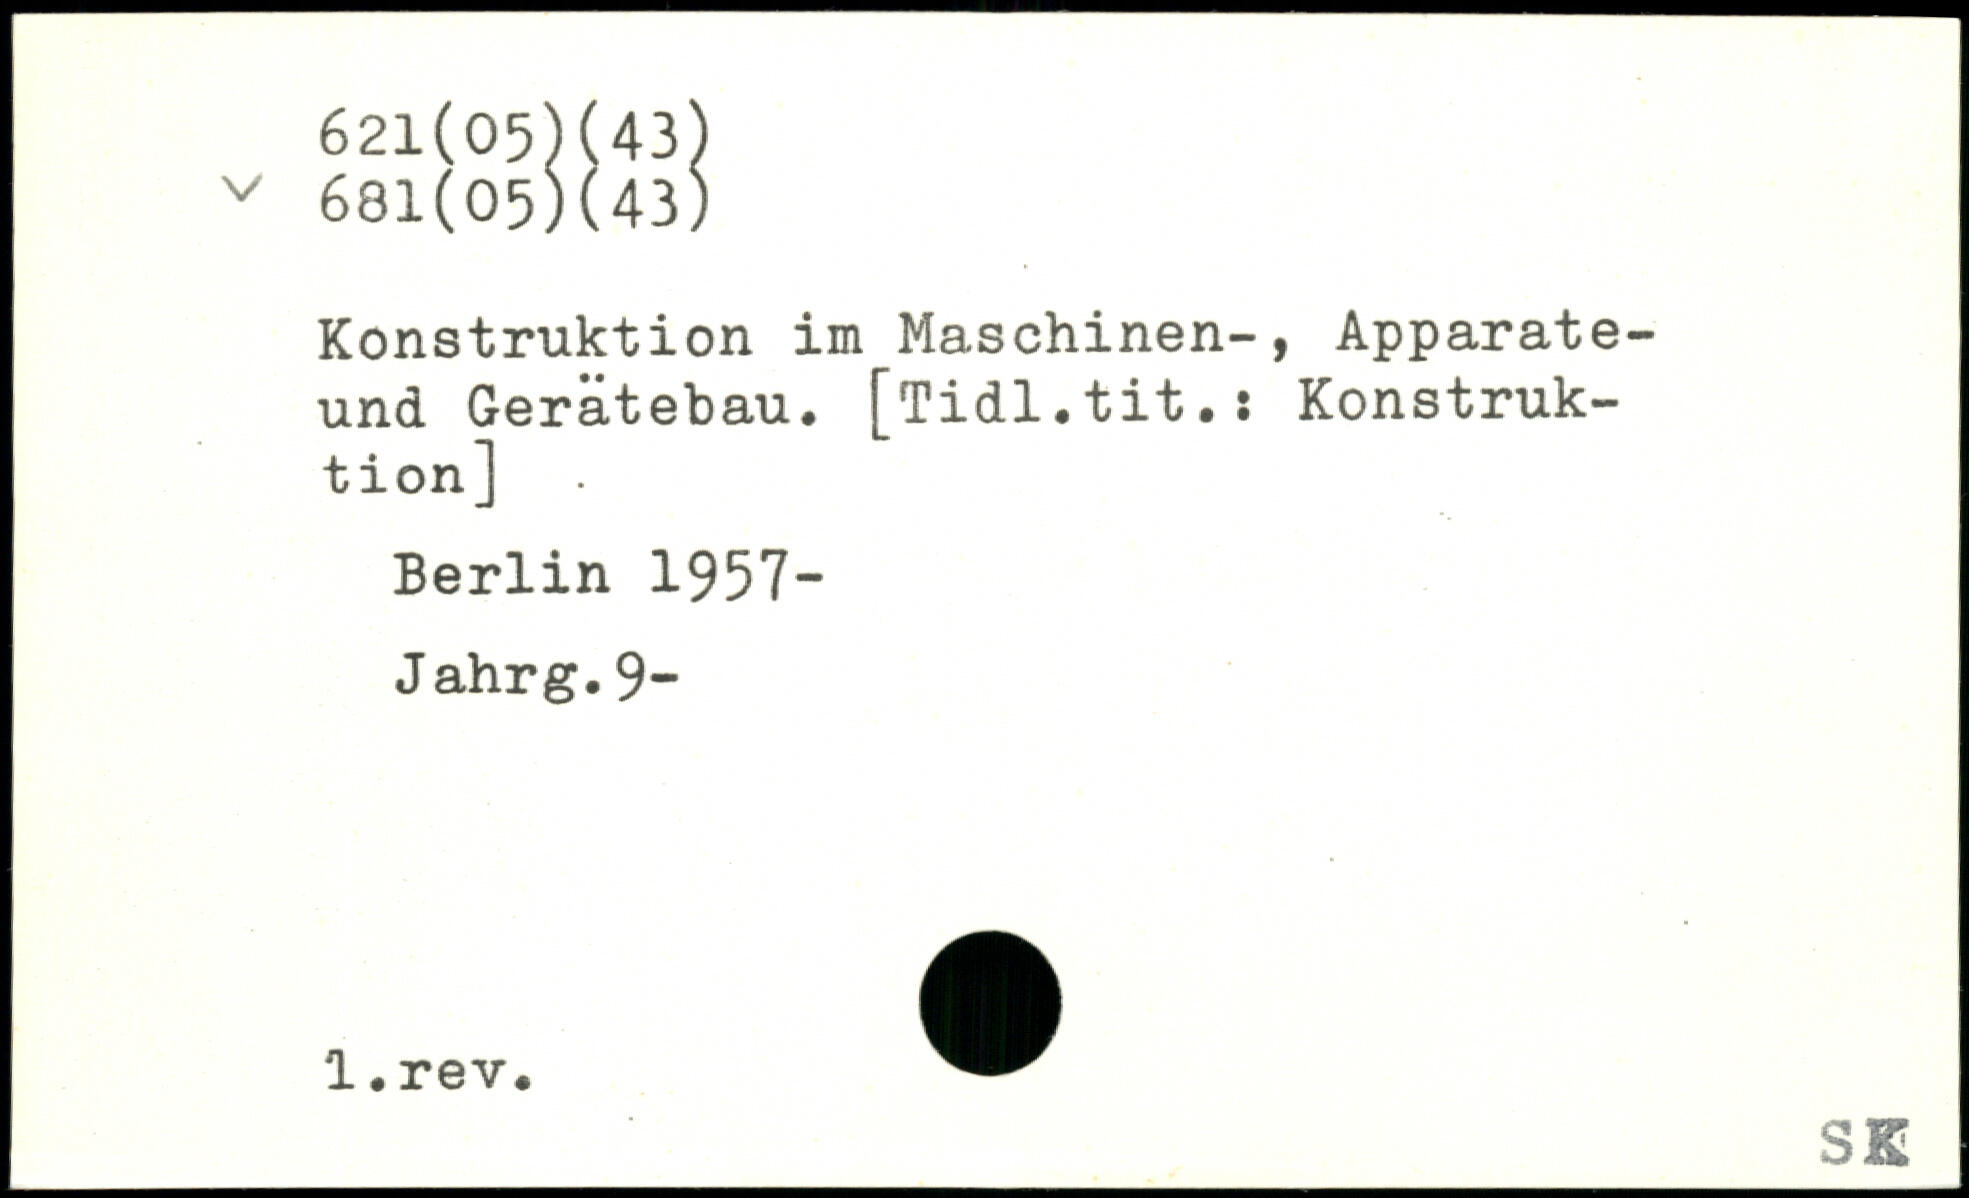 621(05)(43)
681(05)(43)
Konstruktion im Maschinen-, Apparate-
und Gerätebau. [Tidl.tit.: Konstruk-
tion]
Berlin 1957-
Jahrg.9-
1.rev.
SK